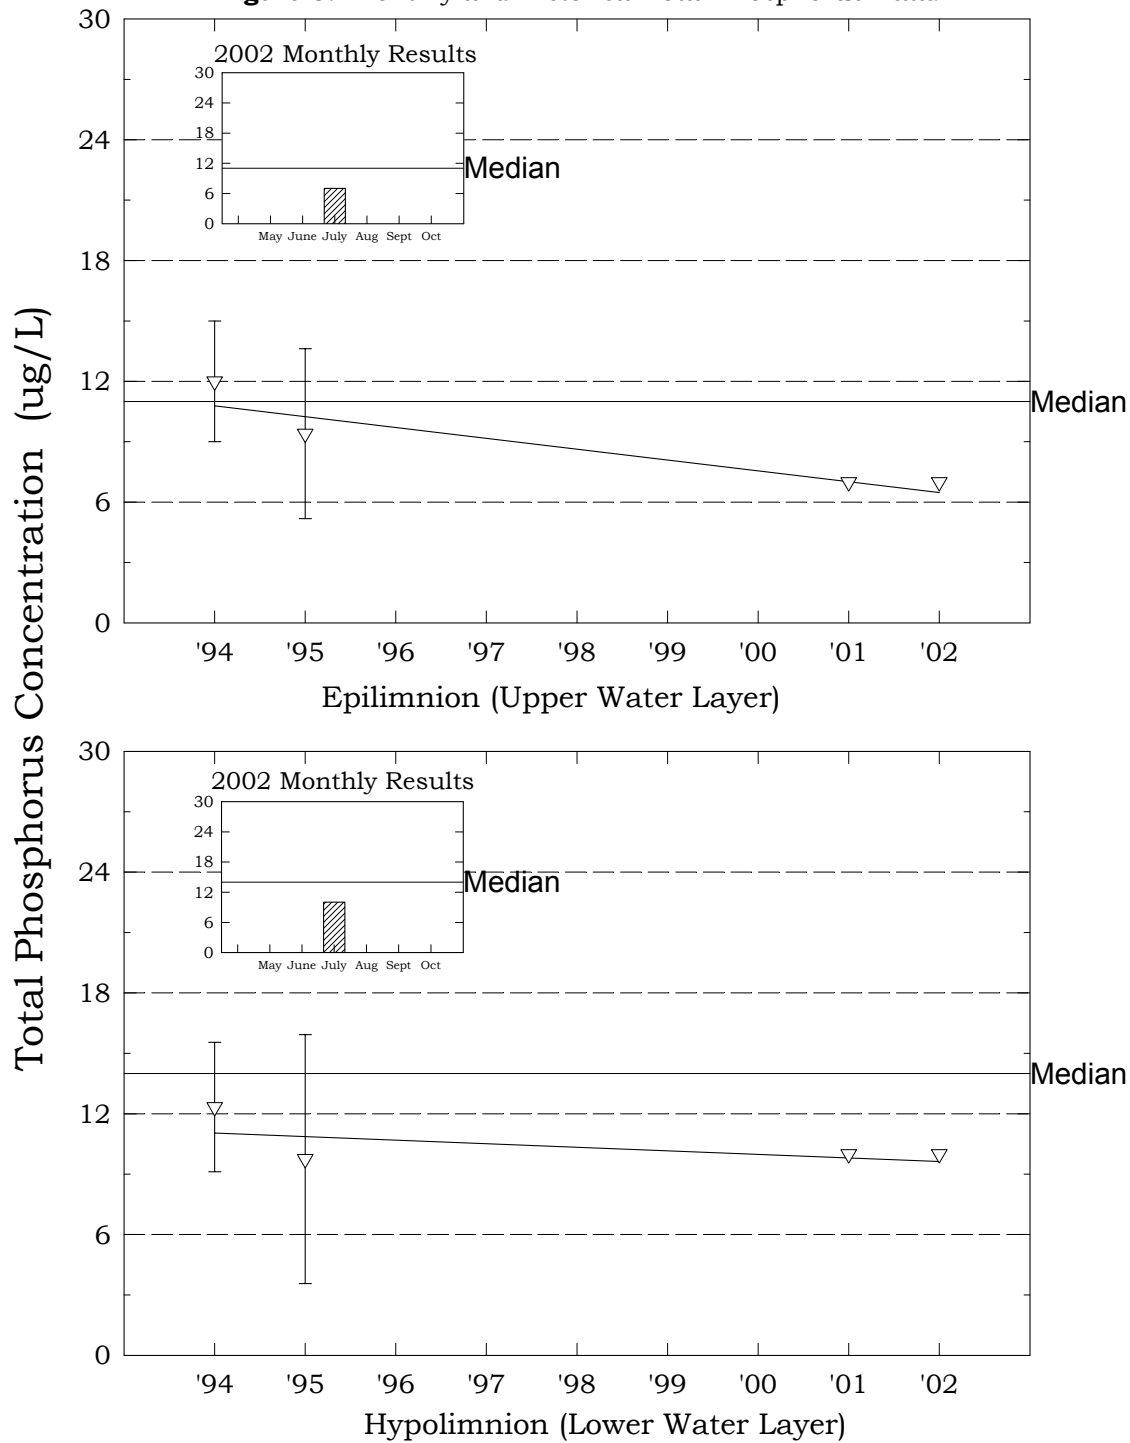 30
2002 Monthly Results
30
24
18
12
6
0
Median
May June July Aug Sept Oct
24
18
12
6
0
Median
'94 '95 '96 '97 '98 '99 '00 '01 '02
Epilimnion (Upper Water Layer)
Total Phosphorus Concentration (ug/L)
30
2002 Monthly Results
30
24
18
12
6
0
Median
May June July Aug Sept Oct
24
18
12
6
0
Median
'94 '95 '96 '97 '98 '99 '00 '01 '02
Hypolimnion (Lower Water Layer)